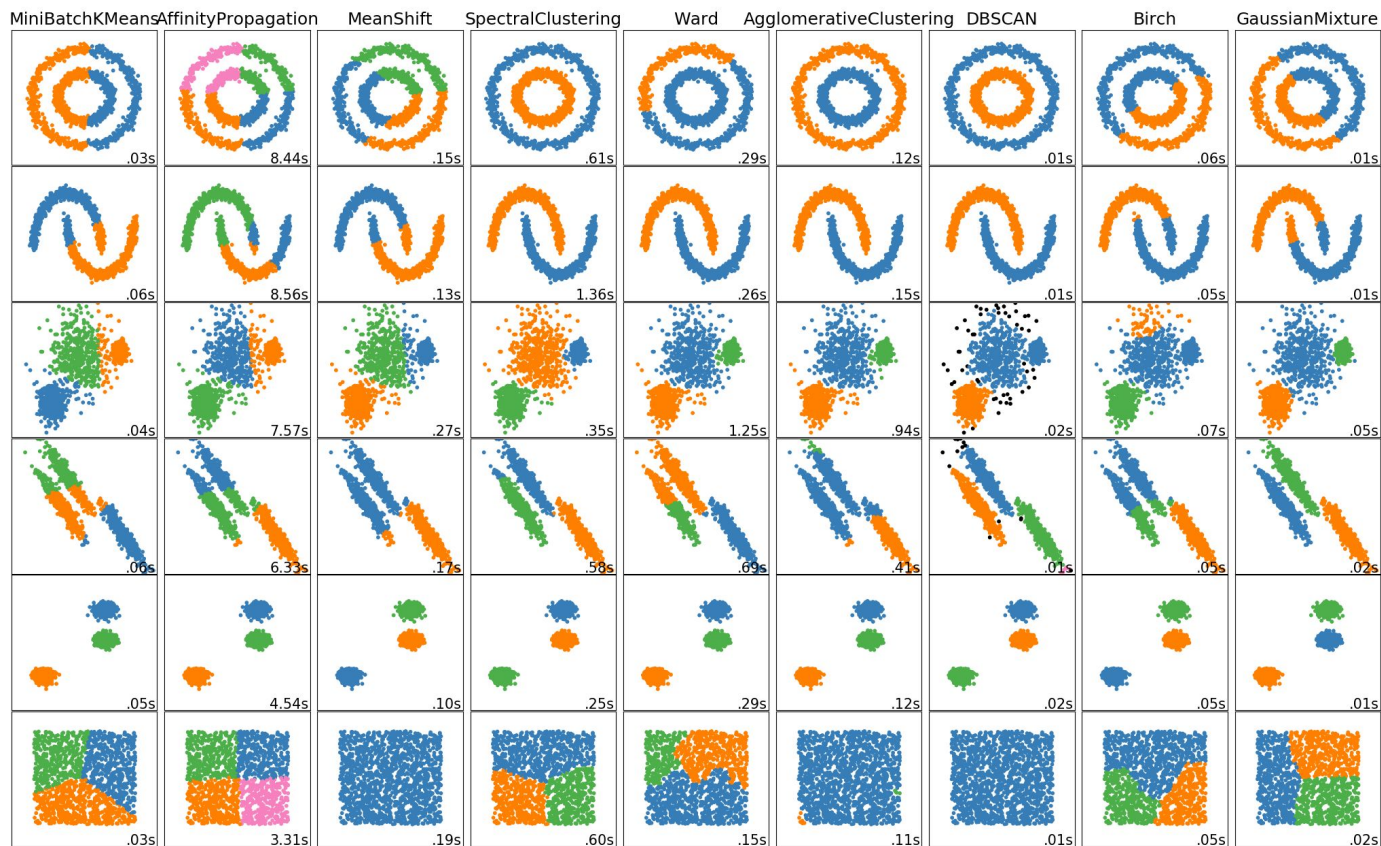 MiniBatchKMeans AffinityPropagation MeanShift SpectralClustering Ward AgglomerativeClustering DBSCAN Birch GaussianMixture
.03s 8.44s .15s .61s .29s .12s .01s .06s .01s
.06s 8.56s .13s 1.36s .26s .15s .01s .05s .01s
.04s 7.57s .27s .35s 1.25s .94s .02s .07s .05s
.06s 6.33s .17s .58s .69s .41s .01s .05s .02s
.05s 4.54s .10s .25s .29s .12s .02s .05s .01s
.03s 3.31s .19s .60s .15s .11s .01s .05s .02s